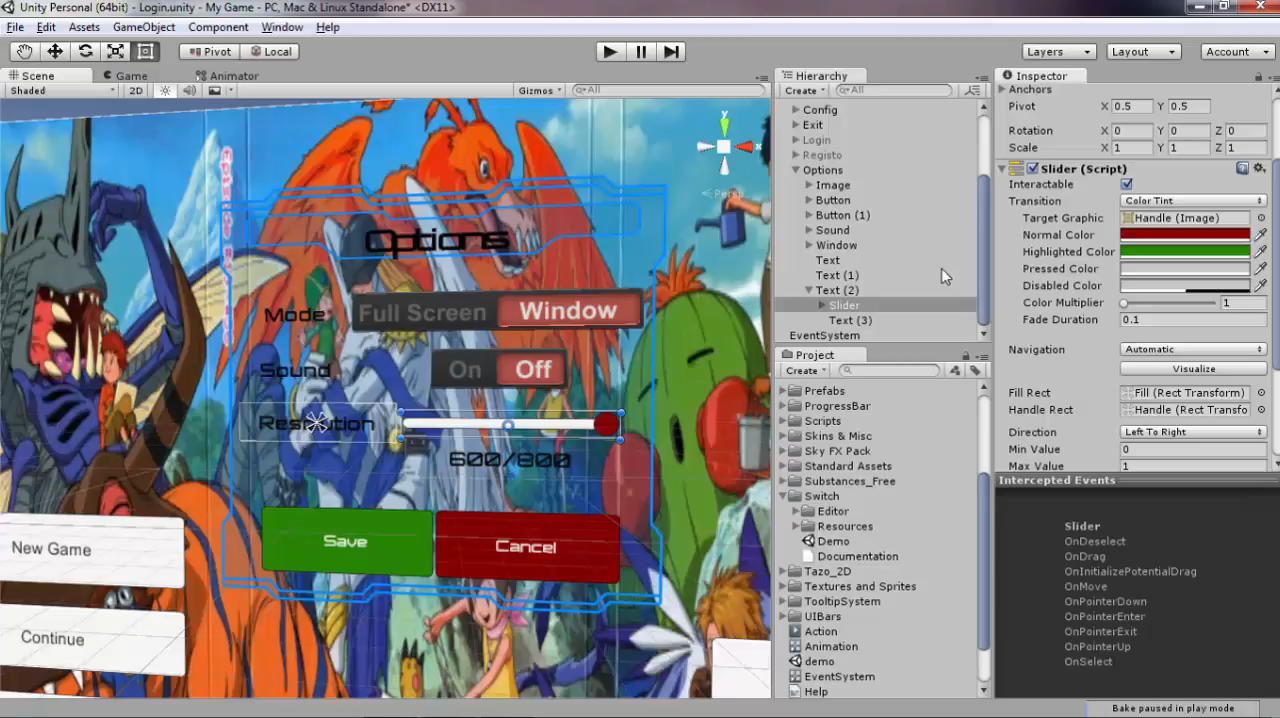 Unity Personal (64bit) - Login.unity - My Game - PC, Mac & Linux Standalone* <DX11>
File Edit Assets GameObject Component Window Help
Pivot Local Layers Layout Account
Scene Game Animator
Shaded 2D Gizmos All
Persp
Options
Mode Full Screen Window
Sound On Off
Resolution
600/800
Save Cancel
New Game
Continue
Hierarchy
Create All
Config
Exit
Login
Registo
Options
Image
Button
Button (1)
Sound
Window
Text
Text (1)
Text (2)
Slider
Text (3)
EventSystem
Project
Create
Prefabs
ProgressBar
Scripts
Skins & Misc
Sky FX Pack
Standard Assets
Substances_Free
Switch
Editor
Resources
Demo
Documentation
Tazo_2D
Textures and Sprites
TooltipSystem
UIBars
Action
Animation
demo
EventSystem
Help
Inspector
Anchors
Pivot X 0.5 Y 0.5
Rotation X 0 Y 0 Z 0
Scale X 1 Y 1 Z 1
Slider (Script)
Interactable
Transition Color Tint
Target Graphic Handle (Image)
Normal Color
Highlighted Color
Pressed Color
Disabled Color
Color Multiplier 1
Fade Duration 0.1
Navigation Automatic
Visualize
Fill Rect Fill (Rect Transform)
Handle Rect Handle (Rect Transfo
Direction Left To Right
Min Value 0
Max Value 1
Intercepted Events
Slider
OnDeselect
OnDrag
OnInitializePotentialDrag
OnMove
OnPointerDown
OnPointerEnter
OnPointerExit
OnPointerUp
OnSelect
Bake paused in play mode